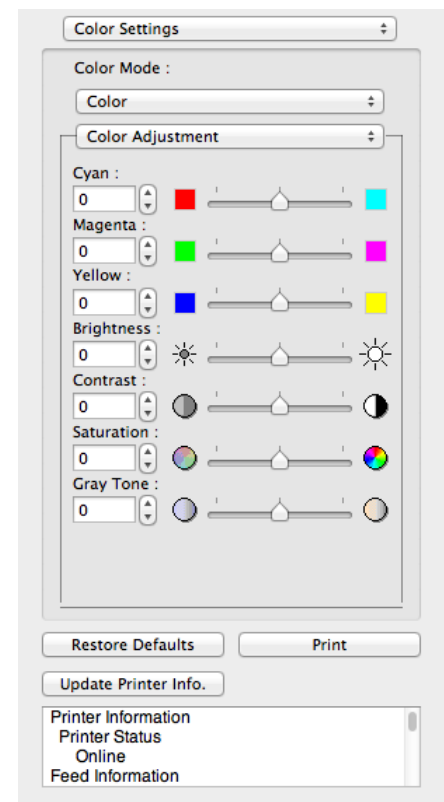 Color Settings
Color Mode :
Color
Color Adjustment
Cyan :
0
Magenta :
0
Yellow :
0
Brightness :
0
Contrast :
0
Saturation :
0
Gray Tone :
0
Restore Defaults Print
Update Printer Info.
Printer Information
Printer Status
Online
Feed Information